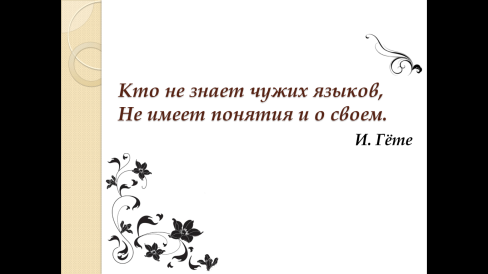 Кто не знает чужих языков,
Не имеет понятия и о своем.
И. Гёте